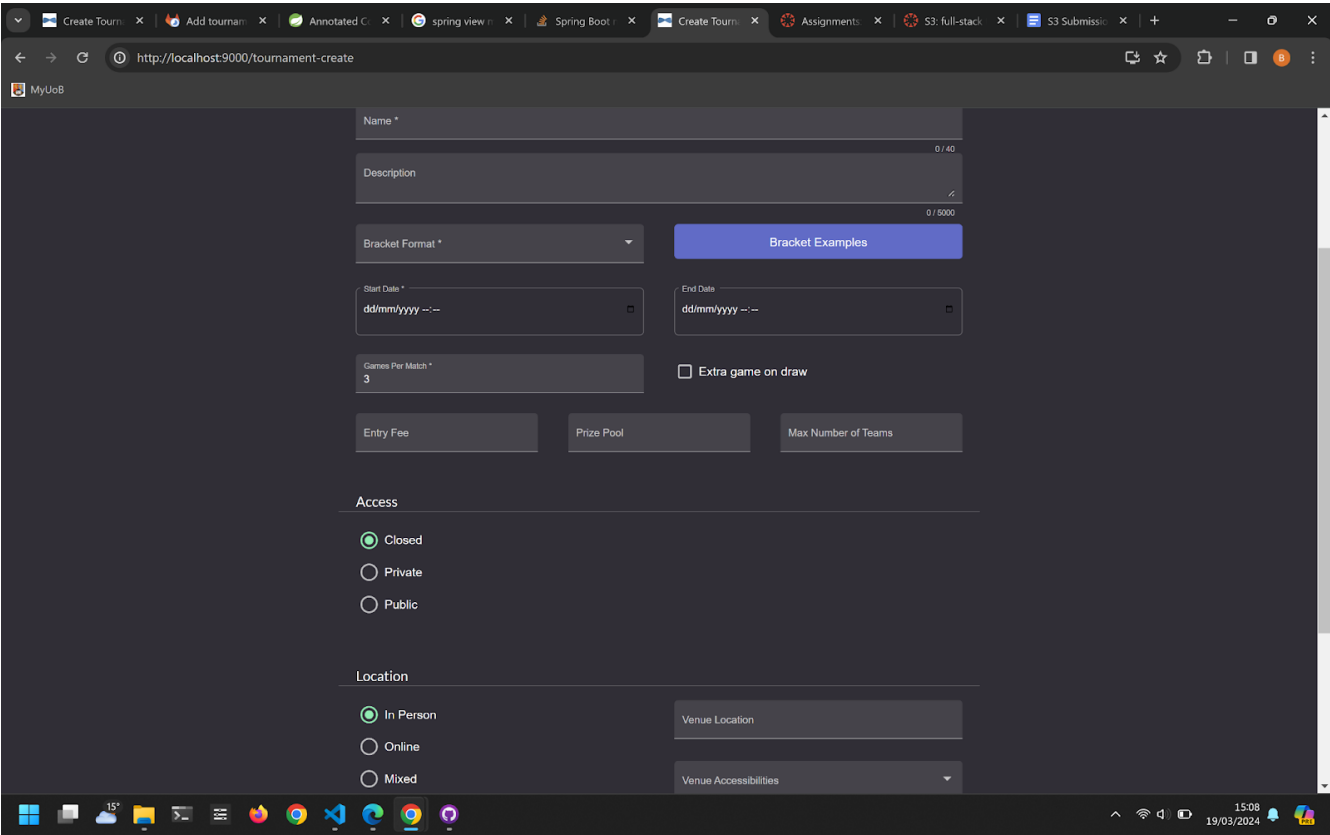 Create Tourna
Add tournam
Annotated Co
spring view n
Spring Boot r
Create Tourna
Assignments
S3: full-stack
S3 Submissio
http://localhost:9000/tournament-create
B
MyUoB
Name *
0 / 40
Description
0 / 5000
Bracket Format *
Bracket Examples
Start Date *
End Date
dd/mm/yyyy --:--
dd/mm/yyyy --:--
Games Per Match *
3
Extra game on draw
Entry Fee
Prize Pool
Max Number of Teams
Access
Closed
Private
Public
Location
In Person
Venue Location
Online
Mixed
Venue Accessibilities
15°
15:08
19/03/2024
PRE